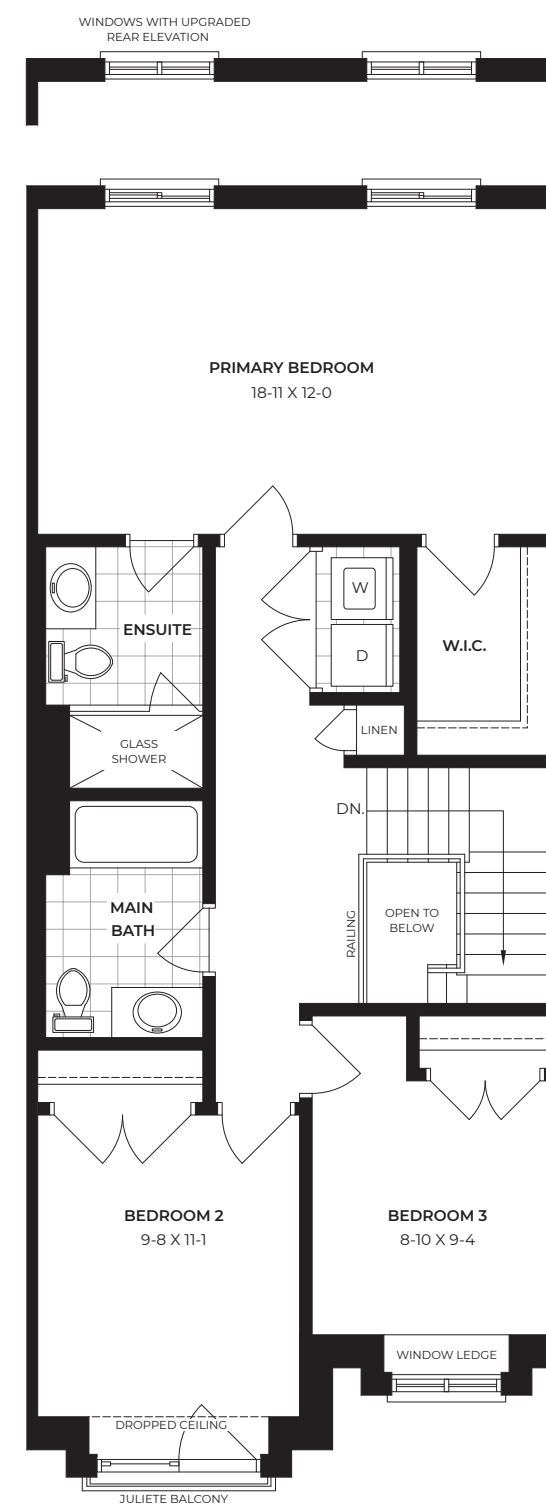 WINDOWS WITH UPGRADED
REAR ELEVATION
PRIMARY BEDROOM
18-11 X 12-0
W
ENSUITE
D
W.I.C.
LINEN
GLASS
SHOWER
DN.
MAIN
BATH
RAILING
OPEN TO
BELOW
BEDROOM 2
9-8 X 11-1
BEDROOM 3
8-10 X 9-4
WINDOW LEDGE
DROPPED CEILING
JULIETE BALCONY